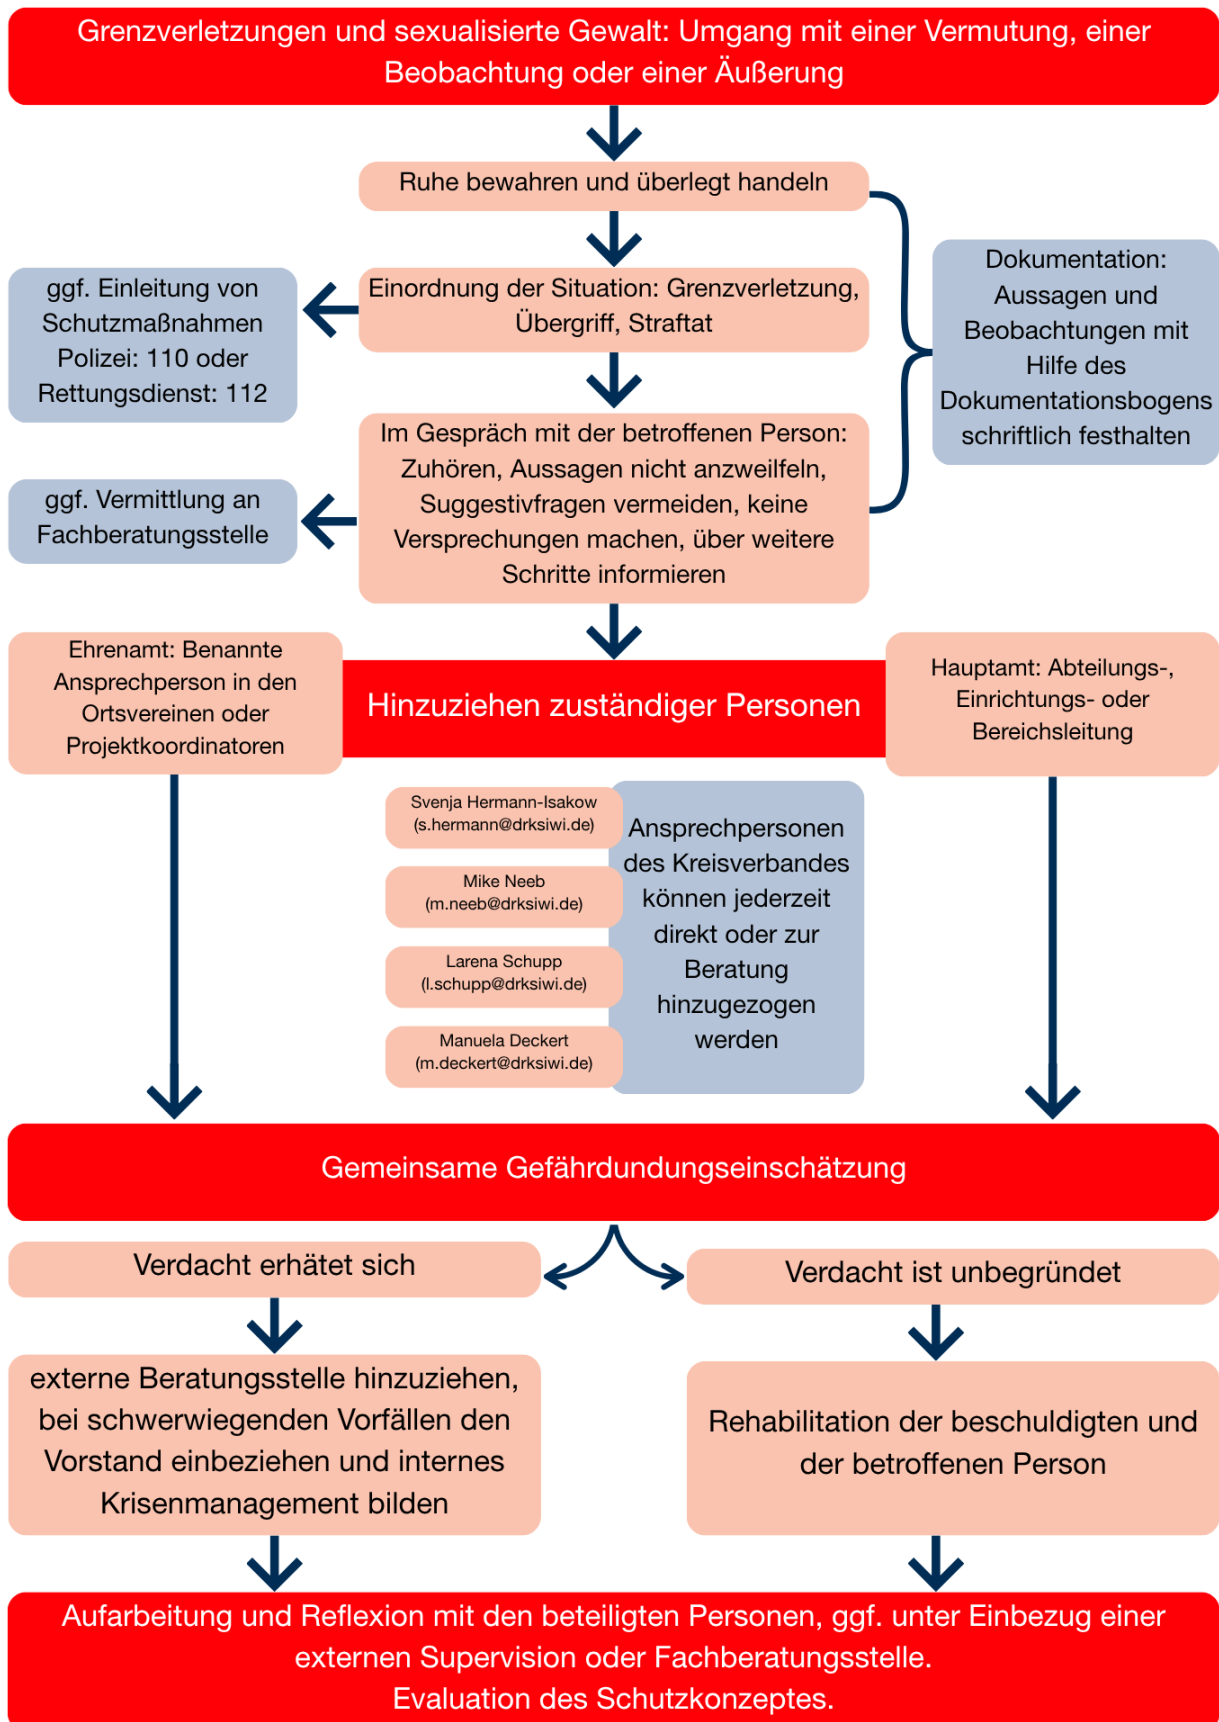 Grenzverletzungen und sexualisierte Gewalt: Umgang mit einer Vermutung, einer
Beobachtung oder einer Äußerung
Ruhe bewahren und überlegt handeln
ggf. Einleitung von
Schutzmaßnahmen
Polizei: 110 oder
Rettungsdienst: 112
Einordnung der Situation: Grenzverletzung,
Übergriff, Straftat
Dokumentation:
Aussagen und
Beobachtungen mit
Hilfe des
Dokumentationsbogens
schriftlich festhalten
ggf. Vermittlung an
Fachberatungsstelle
Im Gespräch mit der betroffenen Person:
Zuhören, Aussagen nicht anzweilfeln,
Suggestivfragen vermeiden, keine
Versprechungen machen, über weitere
Schritte informieren
Ehrenamt: Benannte
Ansprechperson in den
Ortsvereinen oder
Projektkoordinatoren
Hinzuziehen zuständiger Personen
Hauptamt: Abteilungs-,
Einrichtungs- oder
Bereichsleitung
Svenja Hermann-Isakow
(s.hermann@drksiwi.de)
Mike Neeb
(m.neeb@drksiwi.de)
Larena Schupp
(l.schupp@drksiwi.de)
Manuela Deckert
(m.deckert@drksiwi.de)
Ansprechpersonen
des Kreisverbandes
können jederzeit
direkt oder zur
Beratung
hinzugezogen
werden
Gemeinsame Gefährdundungseinschätzung
Verdacht erhätet sich
Verdacht ist unbegründet
externe Beratungsstelle hinzuziehen,
bei schwerwiegenden Vorfällen den
Vorstand einbeziehen und internes
Krisenmanagement bilden
Rehabilitation der beschuldigten und
der betroffenen Person
Aufarbeitung und Reflexion mit den beteiligten Personen, ggf. unter Einbezug einer
externen Supervision oder Fachberatungsstelle.
Evaluation des Schutzkonzeptes.